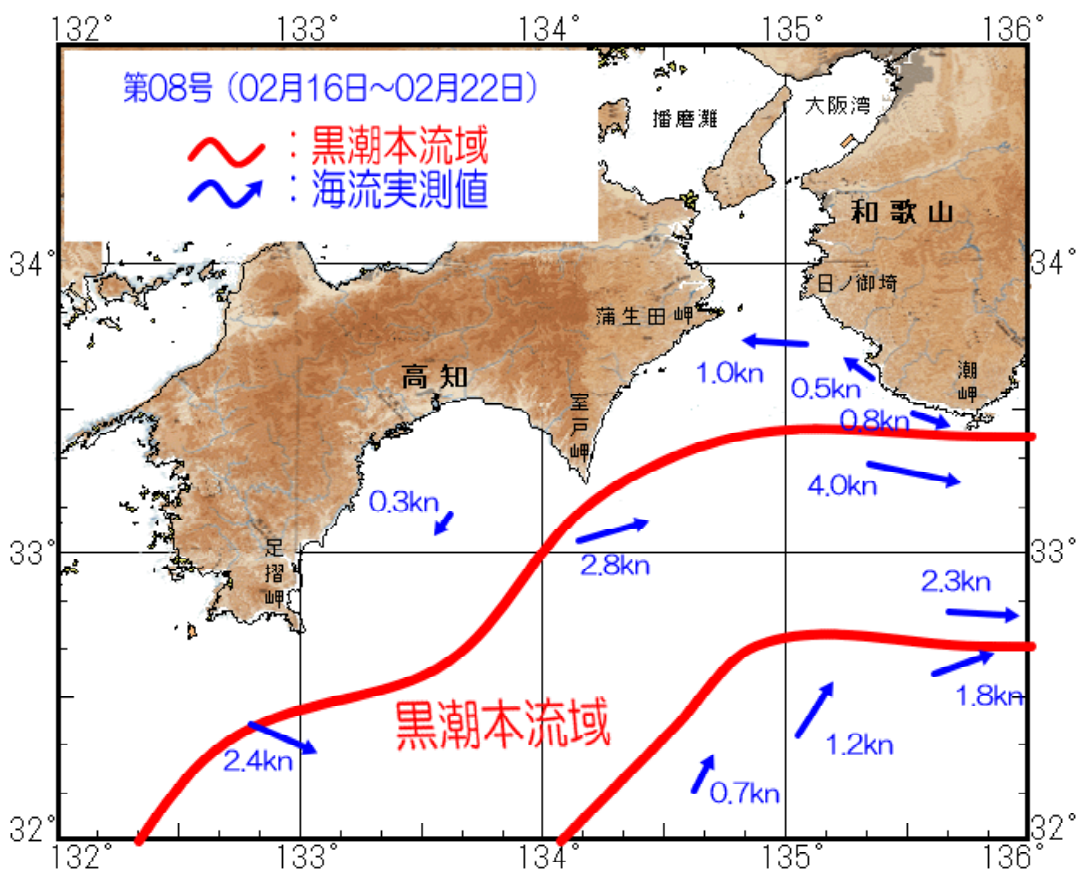 132° 133° 134° 135° 136°
第08号（02月16日～02月22日）
：黒潮本流域
：海流実測値
播磨灘
大阪湾
和歌山
34° 34°
日ノ御埼
蒲生田岬
1.0kn
潮岬
高知
0.5kn
室戸岬
0.8kn
4.0kn
0.3kn
33° 33°
足摺岬
2.8kn
2.3kn
1.8kn
黒潮本流域
2.4kn
1.2kn
0.7kn
32° 32°
132° 133° 134° 135° 136°